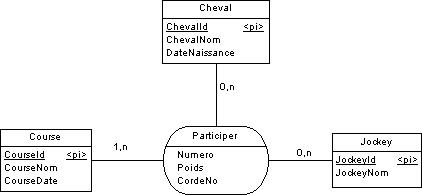 Cheval
ChevalId <pi>
ChevalNom
DateNaissance
0,n
Course
CourseId <pi>
CourseNom
CourseDate
1,n
Participer
Numero
Poids
CordeNo
0,n
Jockey
JockeyId <pi>
JockeyNom